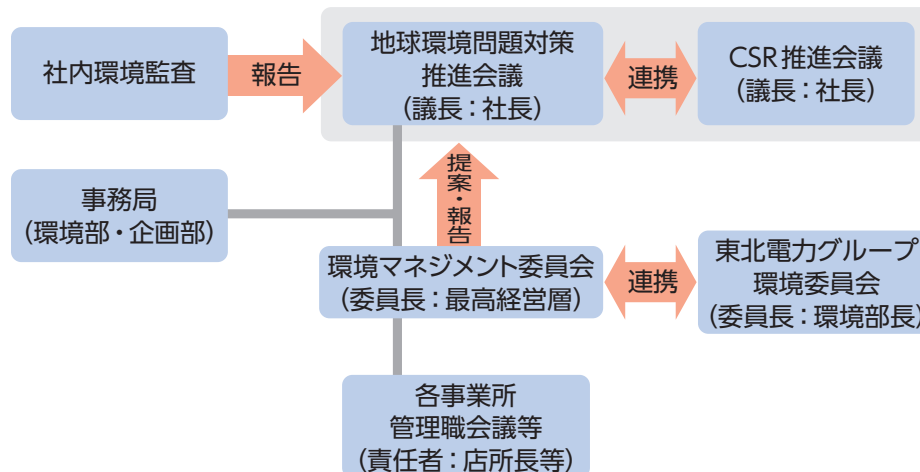 社内環境監査
報告
地球環境問題対策
推進会議
(議長:社長)
連携
CSR推進会議
(議長:社長)
事務局
(環境部・企画部)
提案・報告
環境マネジメント委員会
(委員長:最高経営層)
連携
東北電力グループ
環境委員会
(委員長:環境部長)
各事業所
管理職会議等
(責任者:店所長等)